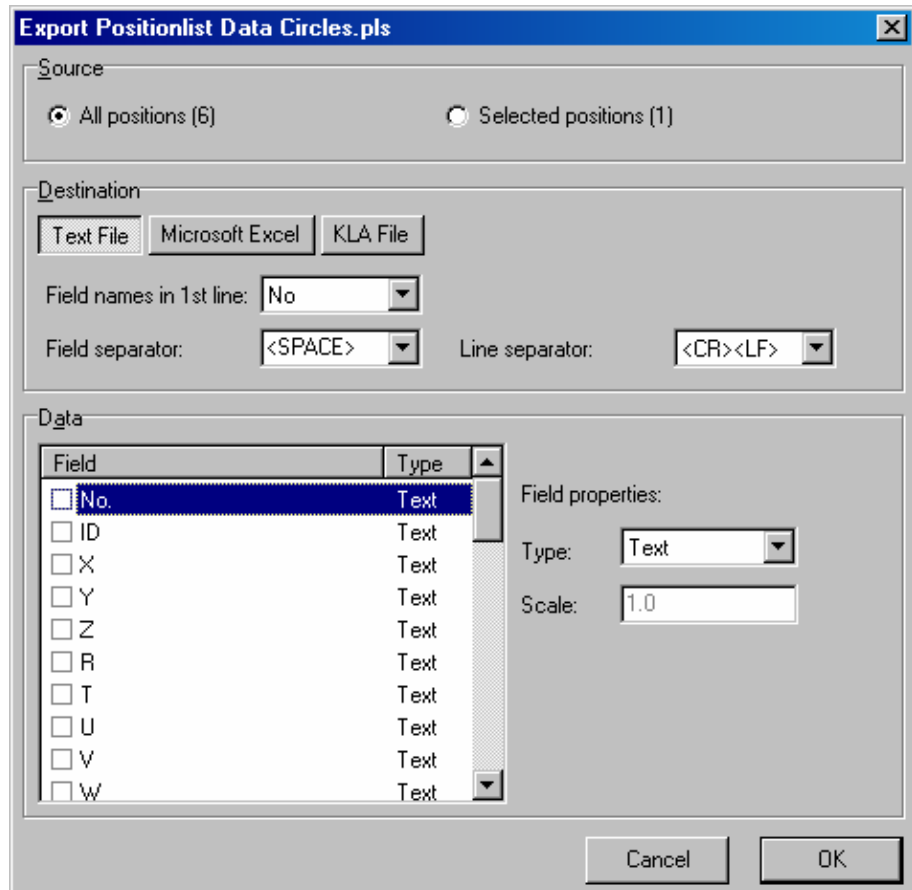 Export Positionlist Data Circles.pls
Source
All positions (6) Selected positions (1)
Destination
Text File Microsoft Excel KLA File
Field names in 1st line: No
Field separator: <SPACE> Line separator: <CR><LF>
Data
Field Type
No. Text
ID Text
X Text
Y Text
Z Text
R Text
T Text
U Text
V Text
W Text
Field properties:
Type: Text
Scale: 1.0
Cancel OK